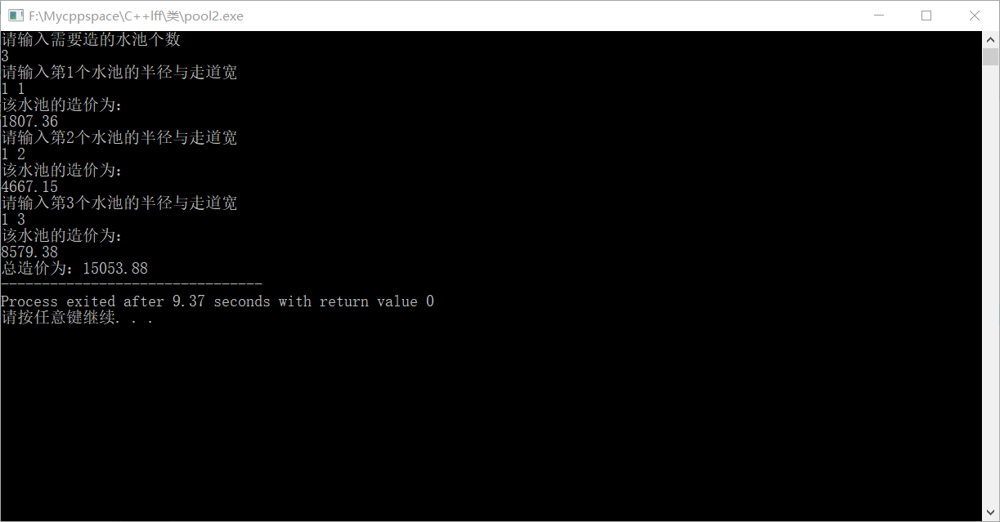 F:\Mycppspace\C++lff\类\pool2.exe
请输入需要造的水池个数
3
请输入第1个水池的半径与走道宽
1 1
该水池的造价为：
1807.36
请输入第2个水池的半径与走道宽
1 2
该水池的造价为：
4667.15
请输入第3个水池的半径与走道宽
1 3
该水池的造价为：
8579.38
总造价为：15053.88
--------------------------------
Process exited after 9.37 seconds with return value 0
请按任意键继续. . .